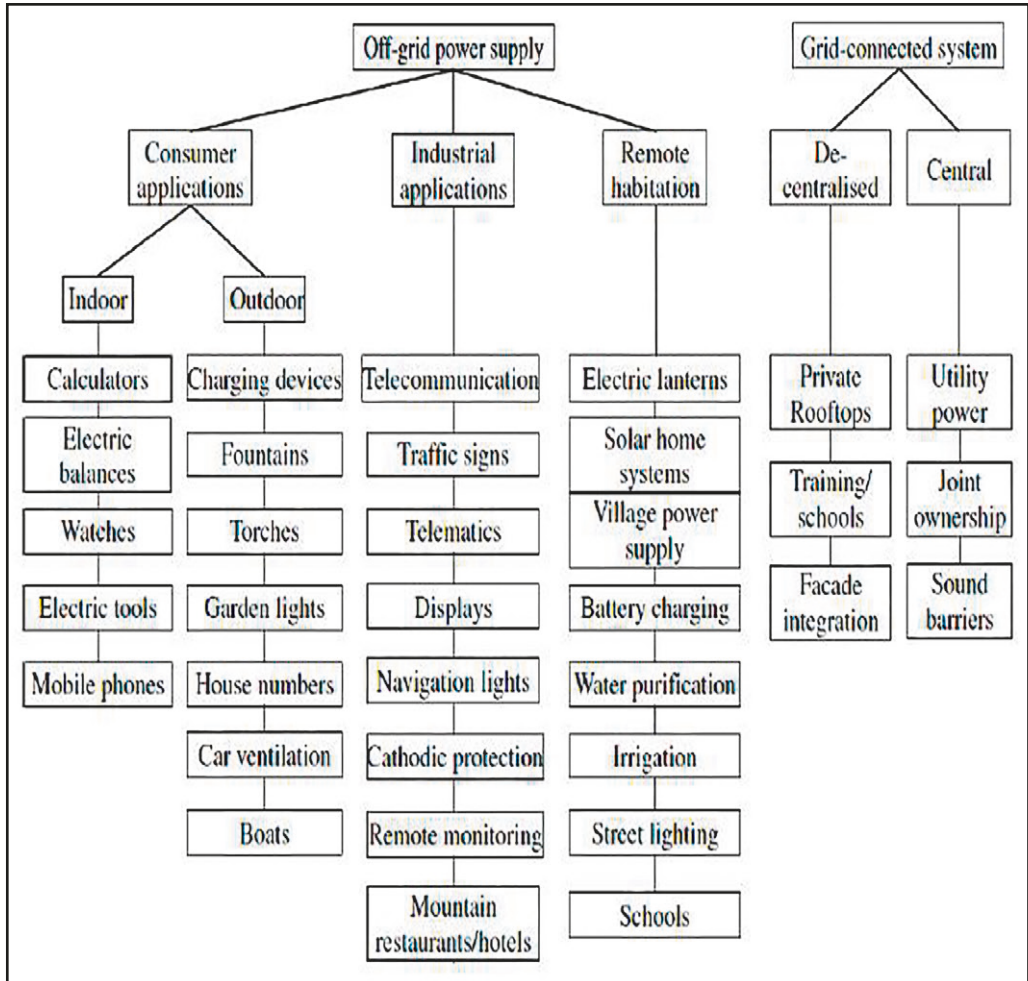 Off-grid power supply
Grid-connected system
Consumer
applications
Industrial
applications
Remote
habitation
De-
centralised
Central
Indoor
Outdoor
Calculators
Electric
balances
Watches
Electric tools
Mobile phones
Charging devices
Fountains
Torches
Garden lights
House numbers
Car ventilation
Boats
Telecommunication
Traffic signs
Telematics
Displays
Navigation lights
Cathodic protection
Remote monitoring
Mountain
restaurants/hotels
Electric lanterns
Solar home
systems
Village power
supply
Battery charging
Water purification
Irrigation
Street lighting
Schools
Private
Rooftops
Training/
schools
Facade
integration
Utility
power
Joint
ownership
Sound
barriers